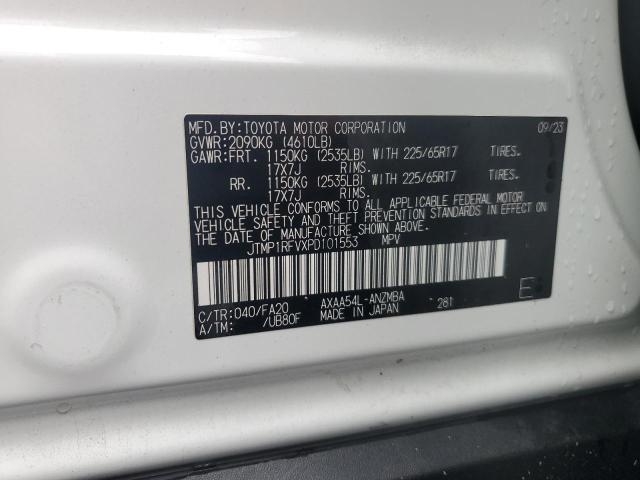 MFD.BY:TOYOTA MOTOR CORPORATION 09/23
GVWR:2090KG (4610LB)
GAWR:FRT. 1150KG (2535LB) WITH 225/65R17 TIRES.
17X7J RIMS.
RR. 1150KG (2535LB) WITH 225/65R17 TIRES.
17X7J RIMS.
THIS VEHICLE CONFORMS TO ALL APPLICABLE FEDERAL MOTOR
VEHICLE SAFETY AND THEFT PREVENTION STANDARDS IN EFFECT
ON THE DATE OF MANUFACTURE SHOWN ABOVE.
JTMP1RFVXPD101553 MPV
C/TR:040/FA20 AXAA54L-ANZMBA 281 E
A/TM: /UB80F MADE IN JAPAN